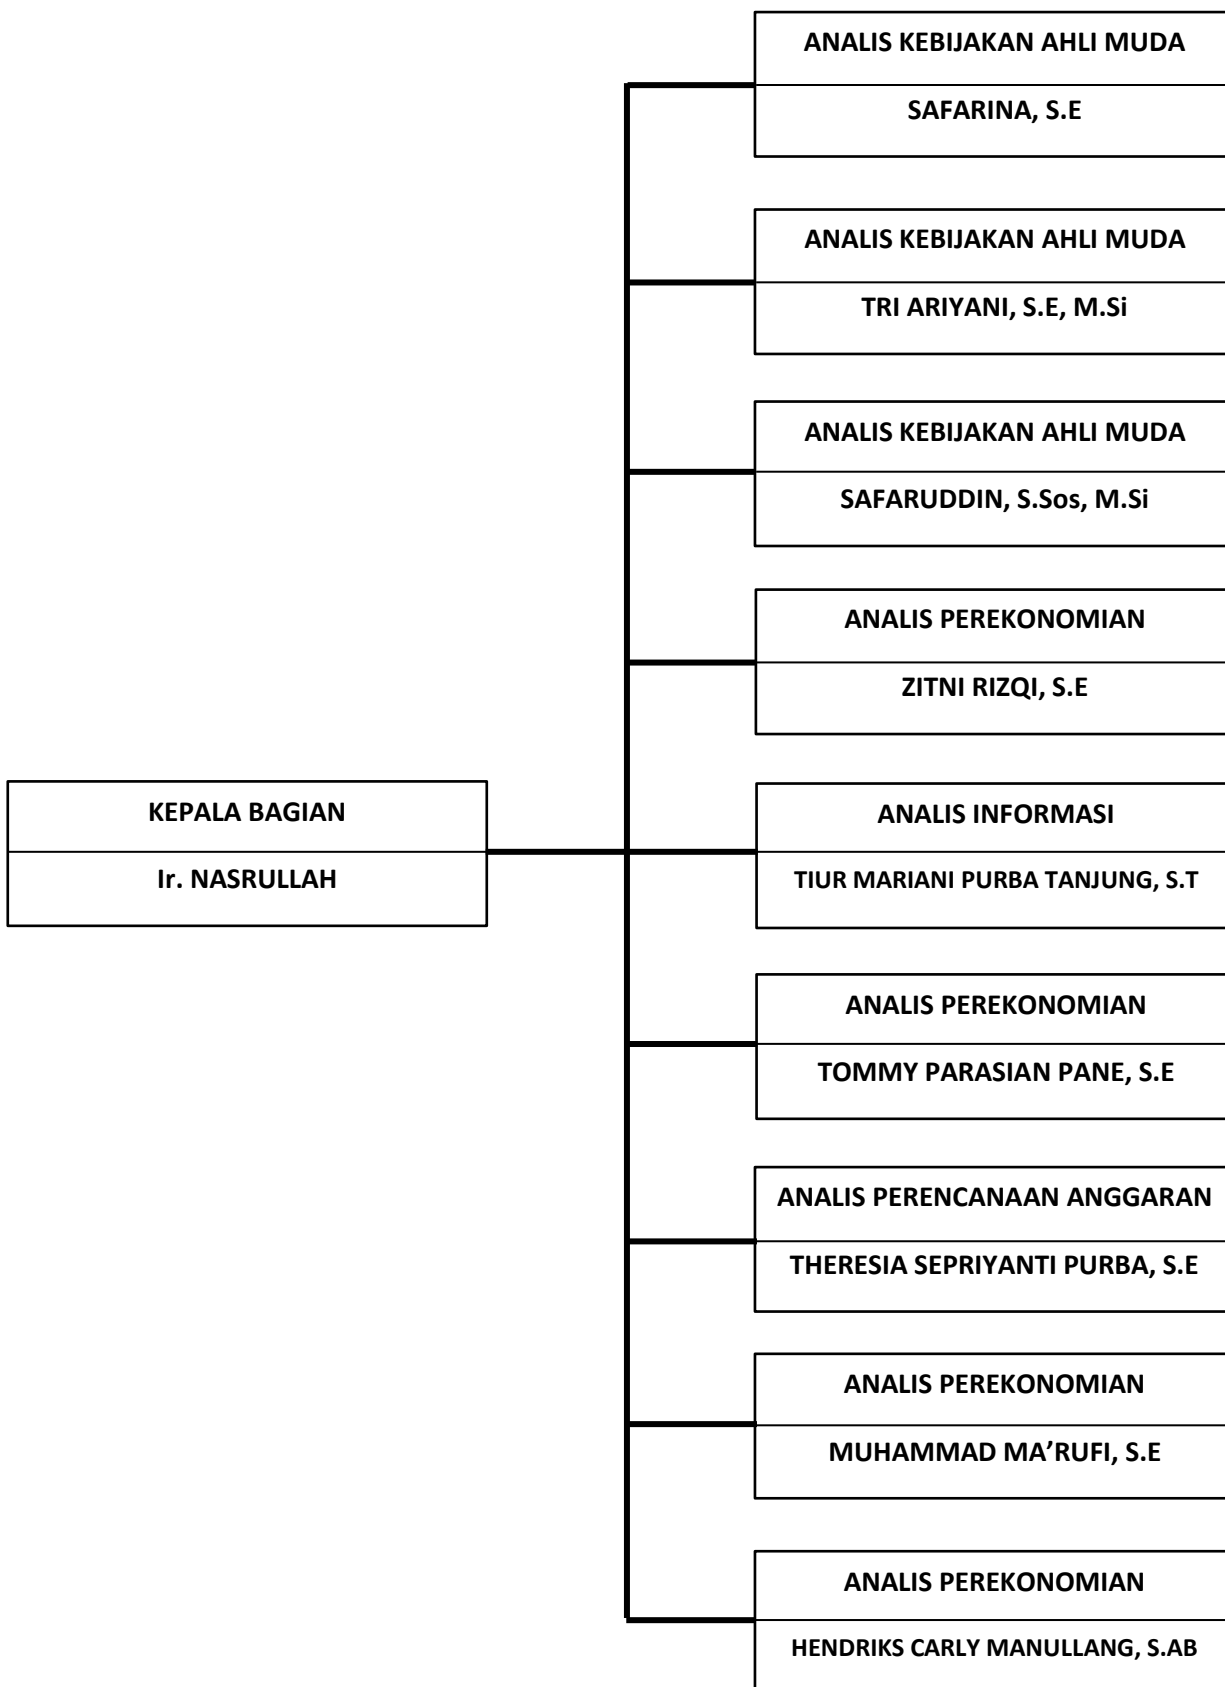 ANALIS KEBIJAKAN AHLI MUDA
SAFARINA, S.E
ANALIS KEBIJAKAN AHLI MUDA
TRI ARIYANI, S.E, M.Si
ANALIS KEBIJAKAN AHLI MUDA
SAFARUDDIN, S.Sos, M.Si
ANALIS PEREKONOMIAN
ZITNI RIZQI, S.E
KEPALA BAGIAN
Ir. NASRULLAH
ANALIS INFORMASI
TIUR MARIANI PURBA TANJUNG, S.T
ANALIS PEREKONOMIAN
TOMMY PARASIAN PANE, S.E
ANALIS PERENCANAAN ANGGARAN
THERESIA SEPRIYANTI PURBA, S.E
ANALIS PEREKONOMIAN
MUHAMMAD MA’RUFI, S.E
ANALIS PEREKONOMIAN
HENDRIKS CARLY MANULLANG, S.AB